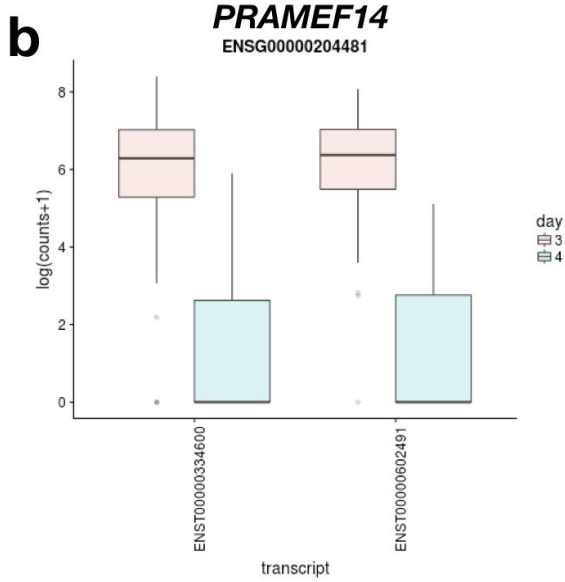 b
PRAMEF14
ENSG00000204481
log(counts+1)
8
6
4
2
0
day
3
4
ENST00000334600
ENST00000602491
transcript